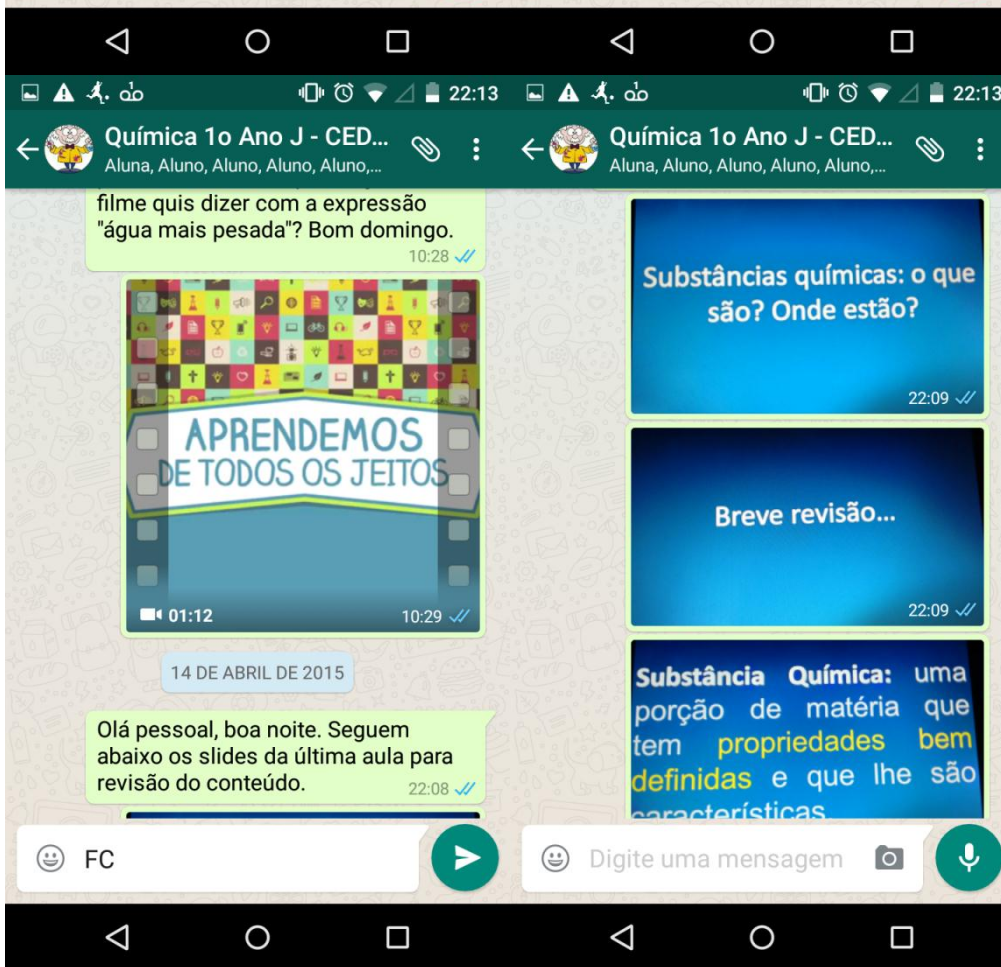 22:13
Química 1o Ano J - CED...
Aluna, Aluno, Aluno, Aluno, Aluno,...
filme quis dizer com a expressão
"água mais pesada"? Bom domingo.
10:28
APRENDEMOS
DE TODOS OS JEITOS
01:12
10:29
14 DE ABRIL DE 2015
Olá pessoal, boa noite. Seguem
abaixo os slides da última aula para
revisão do conteúdo.
22:08
FC
22:13
Química 1o Ano J - CED...
Aluna, Aluno, Aluno, Aluno, Aluno,...
Substâncias químicas: o que
são? Onde estão?
22:09
Breve revisão...
22:09
Substância Química: uma
porção de matéria que
tem propriedades bem
definidas e que lhe são
características.
Digite uma mensagem